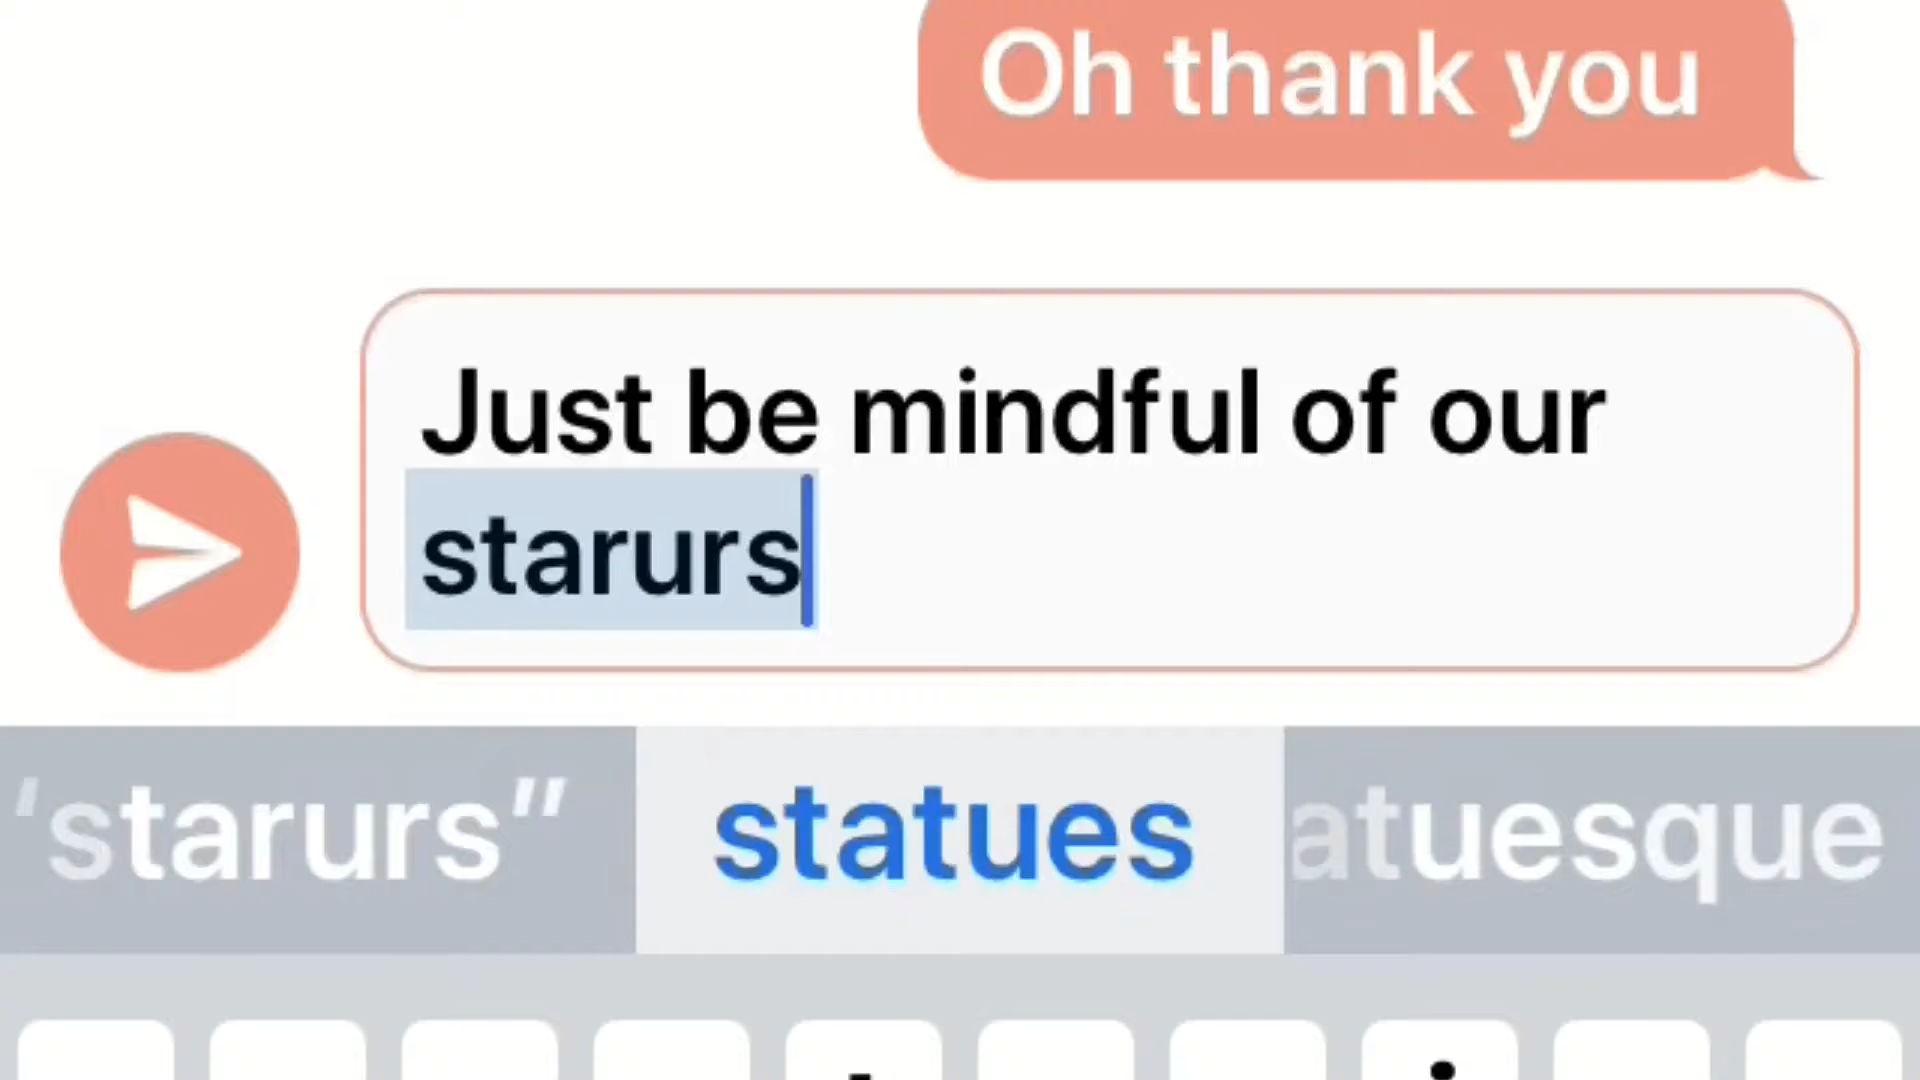 Oh thank you
Just be mindful of our
starurs
‘starurs” statues atuesque